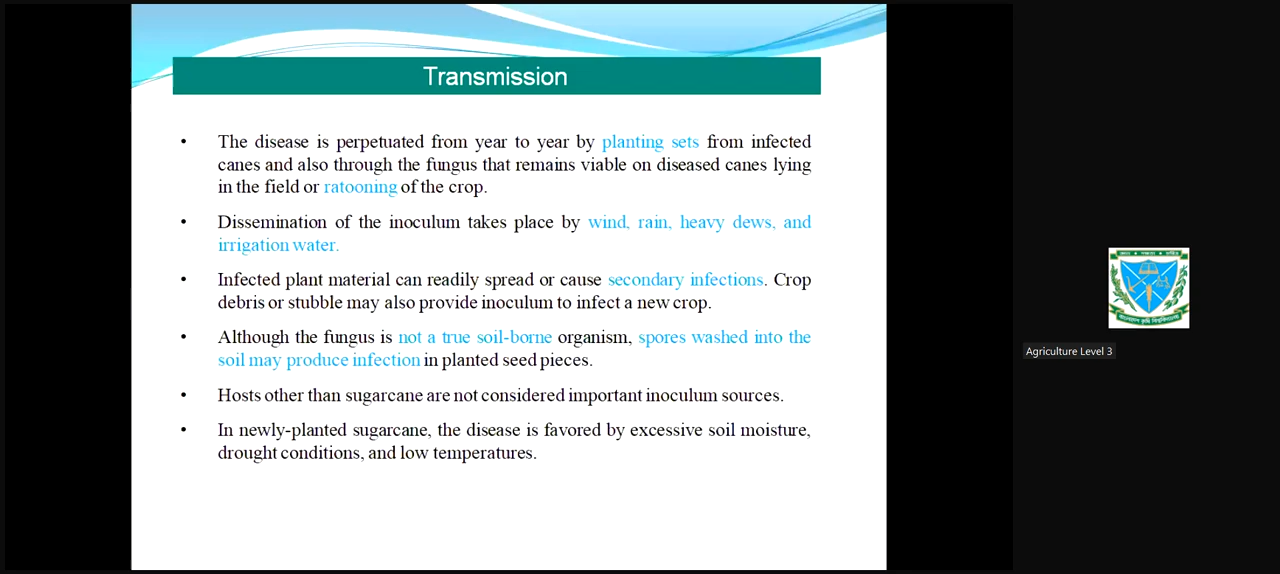 Transmission
• The disease is perpetuated from year to year by planting sets from infected
canes and also through the fungus that remains viable on diseased canes lying
in the field or ratooning of the crop.
• Dissemination of the inoculum takes place by wind, rain, heavy dews, and
irrigation water.
• Infected plant material can readily spread or cause secondary infections. Crop
debris or stubble may also provide inoculum to infect a new crop.
• Although the fungus is not a true soil-borne organism, spores washed into the
soil may produce infection in planted seed pieces.
• Hosts other than sugarcane are not considered important inoculum sources.
• In newly-planted sugarcane, the disease is favored by excessive soil moisture,
drought conditions, and low temperatures.
Agriculture Level 3